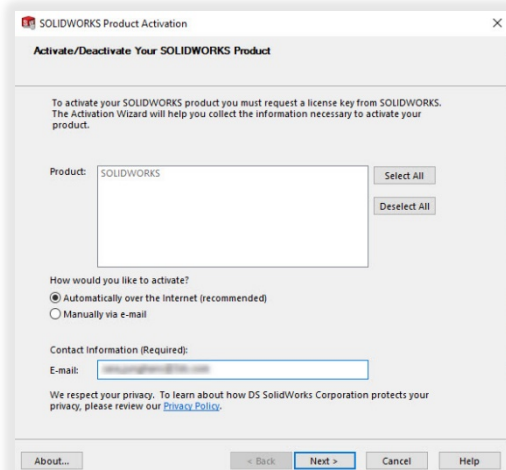 SOLIDWORKS Product Activation
Activate/Deactivate Your SOLIDWORKS Product
To activate your SOLIDWORKS product you must request a license key from SOLIDWORKS.
The Activation Wizard will help you collect the information necessary to activate your
product.
Product:
SOLIDWORKS
Select All
Deselect All
How would you like to activate?
Automatically over the Internet (recommended)
Manually via e-mail
Contact Information (Required):
E-mail:
We respect your privacy. To learn about how DS SolidWorks Corporation protects your
privacy, please review our Privacy Policy.
About...
< Back
Next >
Cancel
Help